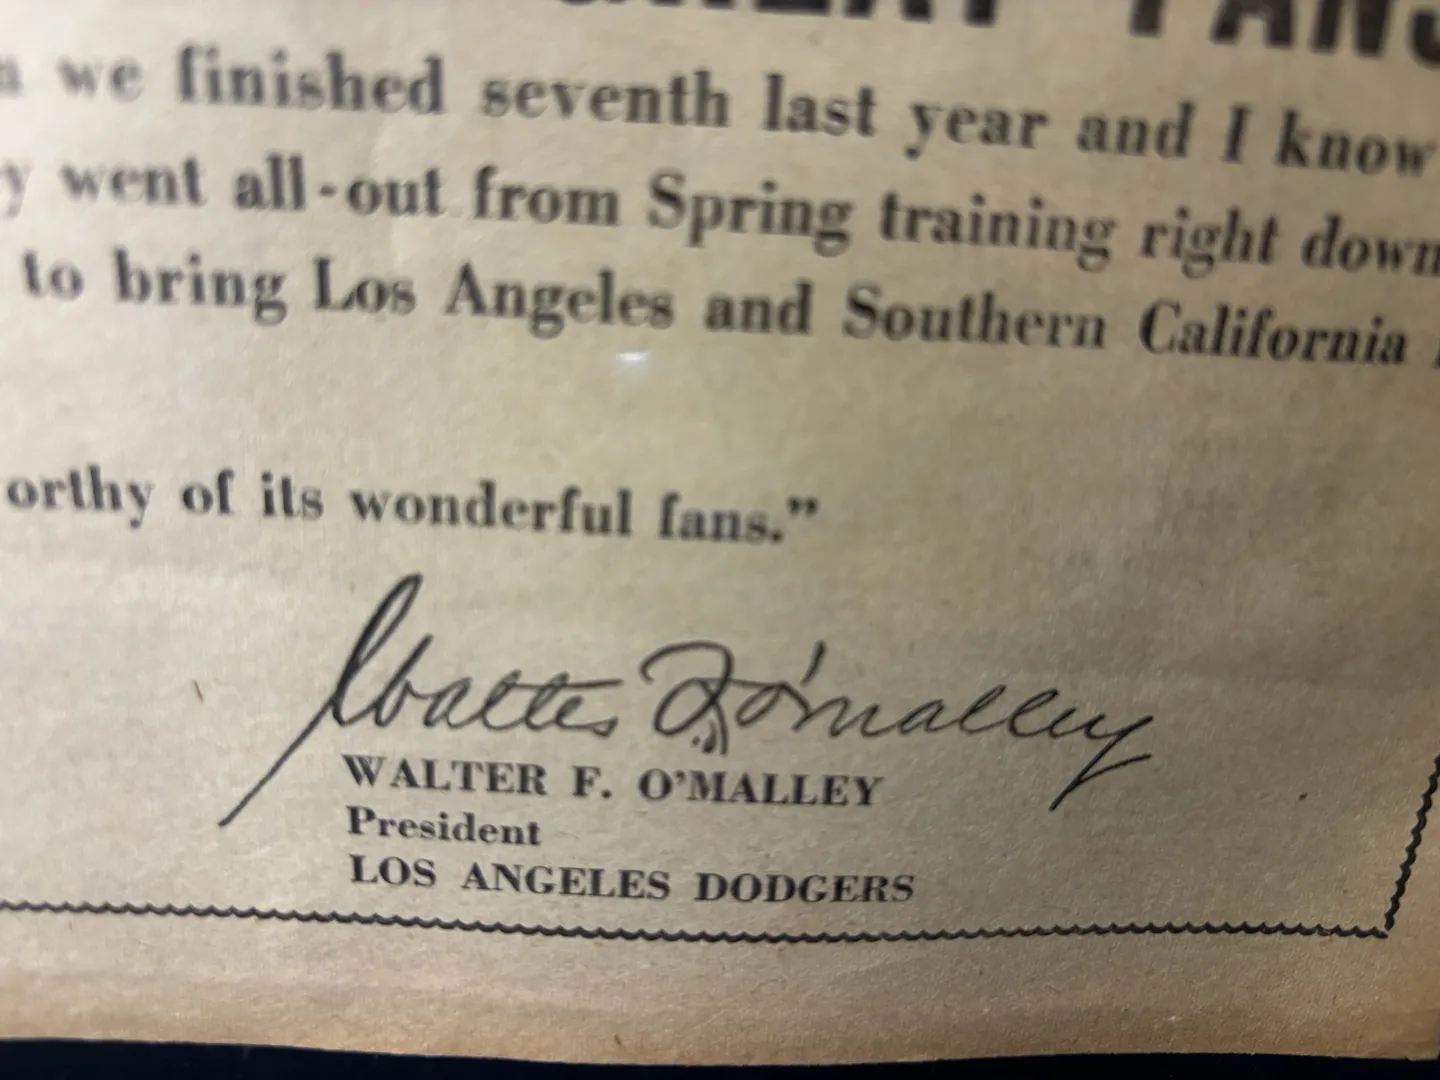 FANS
we finished seventh last year and I know
went all-out from Spring training right down
to bring Los Angeles and Southern California
orthy of its wonderful fans.”
Walter F. O'Malley
WALTER F. O’MALLEY
President
LOS ANGELES DODGERS